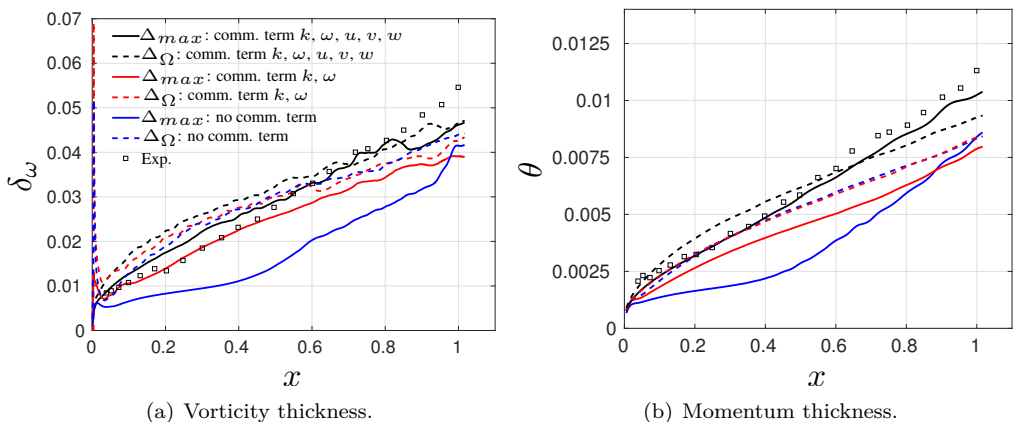 0.07
0.06
0.05
0.04
0.03
0.02
0.01
0
δω
Δmax: comm. term k, ω, u, v, w
ΔΩ: comm. term k, ω, u, v, w
Δmax: comm. term k, ω
ΔΩ: comm. term k, ω
Δmax: no comm. term
ΔΩ: no comm. term
Exp.
0 0.2 0.4 0.6 0.8 1
x
(a) Vorticity thickness.
0.0125
0.01
0.0075
0.005
0.0025
0
θ
0 0.2 0.4 0.6 0.8 1
x
(b) Momentum thickness.